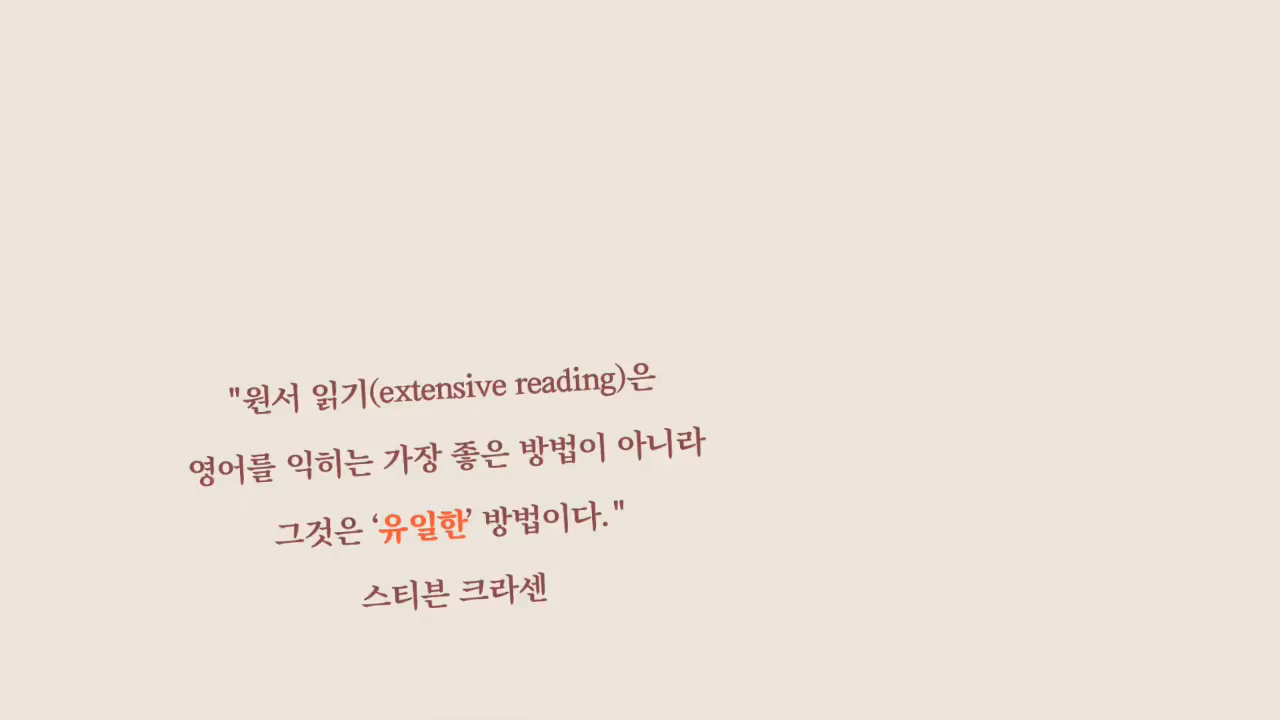 "원서 읽기(extensive reading)은
영어를 익히는 가장 좋은 방법이 아니라
그것은 ‘유일한’ 방법이다."
스티븐 크라센